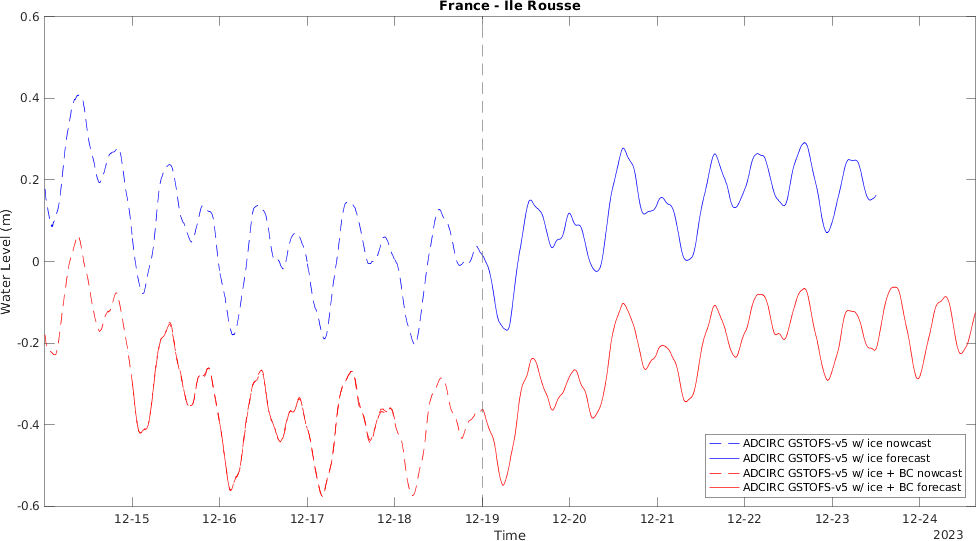 France - Ile Rousse
Water Level (m)
0.6
0.4
0.2
0
-0.2
-0.4
-0.6
ADCIRC GSTOFS-v5 w/ ice nowcast
ADCIRC GSTOFS-v5 w/ ice forecast
ADCIRC GSTOFS-v5 w/ ice + BC nowcast
ADCIRC GSTOFS-v5 w/ ice + BC forecast
12-15 12-16 12-17 12-18 12-19 12-20 12-21 12-22 12-23 12-24
Time
2023